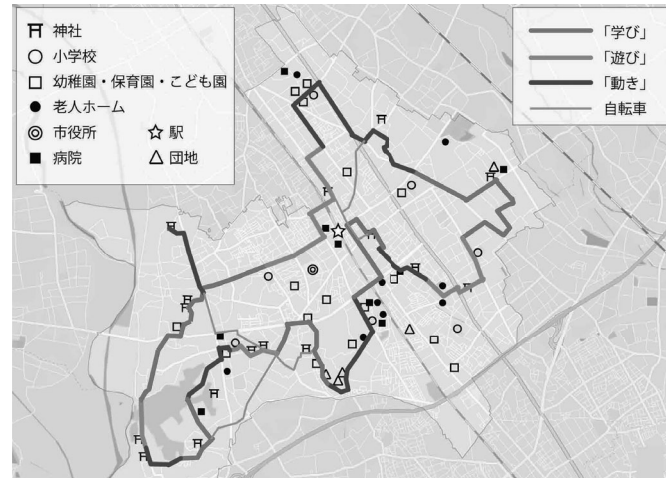 神社
小学校
幼稚園・保育園・こども園
老人ホーム
市役所
駅
病院
団地
「学び」
「遊び」
「動き」
自転車